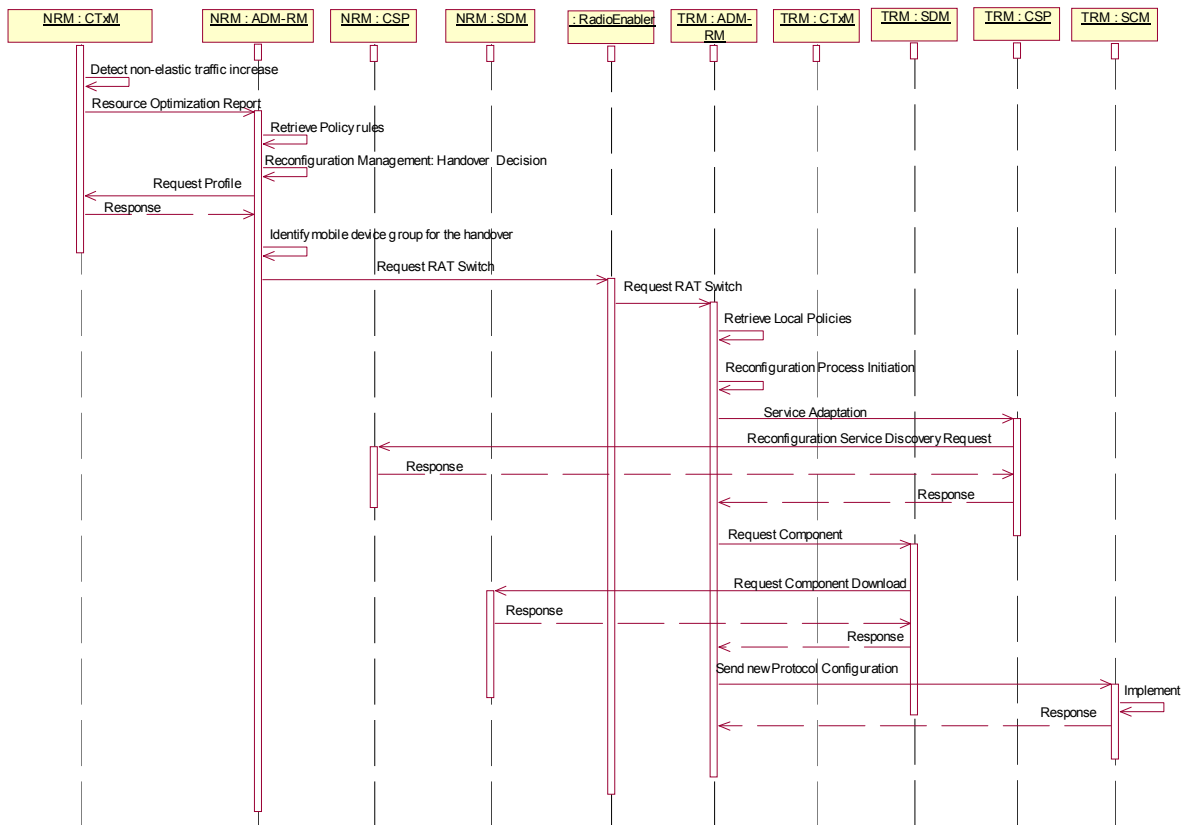 NRM : CTxM
NRM : ADM-RM
NRM : CSP
NRM : SDM
: RadioEnabler
TRM : ADM-
RM
TRM : CTxM
TRM : SDM
TRM : CSP
TRM : SCM
Detect non-elastic traffic increase
Resource Optimization Report
Retrieve Policy rules
Reconfiguration Management: Handover Decision
Request Profile
Response
Identify mobile device group for the handover
Request RAT Switch
Request RAT Switch
Retrieve Local Policies
Reconfiguration Process Initiation
Service Adaptation
Reconfiguration Service Discovery Request
Response
Response
Request Component
Request Component Download
Response
Response
Send new Protocol Configuration
Implement
Response